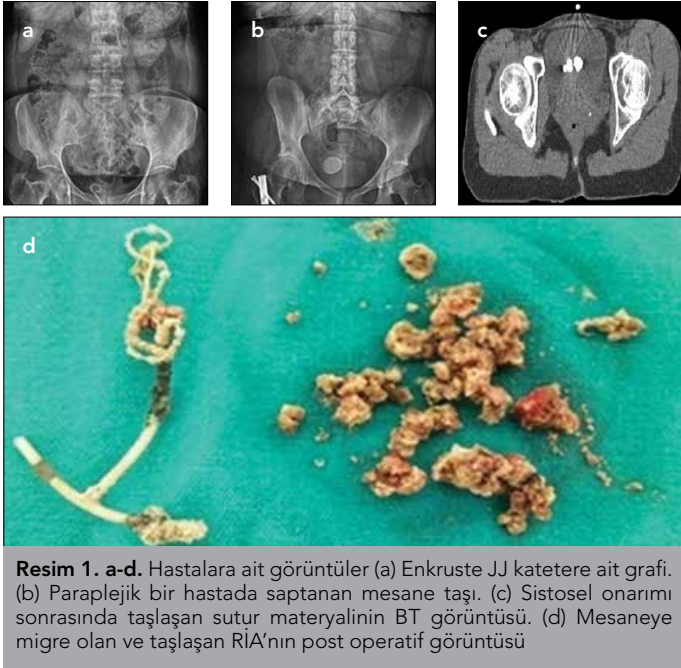 a
b
c
d
Resim 1. a-d. Hastalara ait görüntüler (a) Enkruste JJ katetere ait grafi.
(b) Paraplejik bir hastada saptanan mesane taşı. (c) Sistosel onarımı
sonrasında taşlaşan sutur materyalinin BT görüntüsü. (d) Mesaneye
migre olan ve taşlaşan RİA’nın post operatif görüntüsü